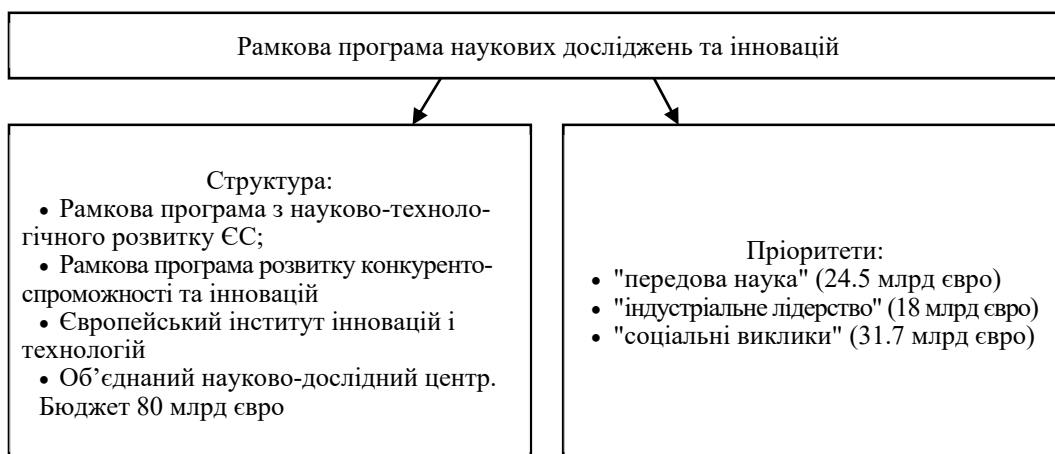 Рамкова програма наукових досліджень та інновацій
Структура:
• Рамкова програма з науково-техноло-
гічного розвитку ЄС;
• Рамкова програма розвитку конкуренто-
спроможності та інновацій
• Європейський інститут інновацій і
технологій
• Об’єднаний науково-дослідний центр.
Бюджет 80 млрд євро
Пріоритети:
• "передова наука" (24.5 млрд євро)
• "індустріальне лідерство" (18 млрд євро)
• "соціальні виклики" (31.7 млрд євро)